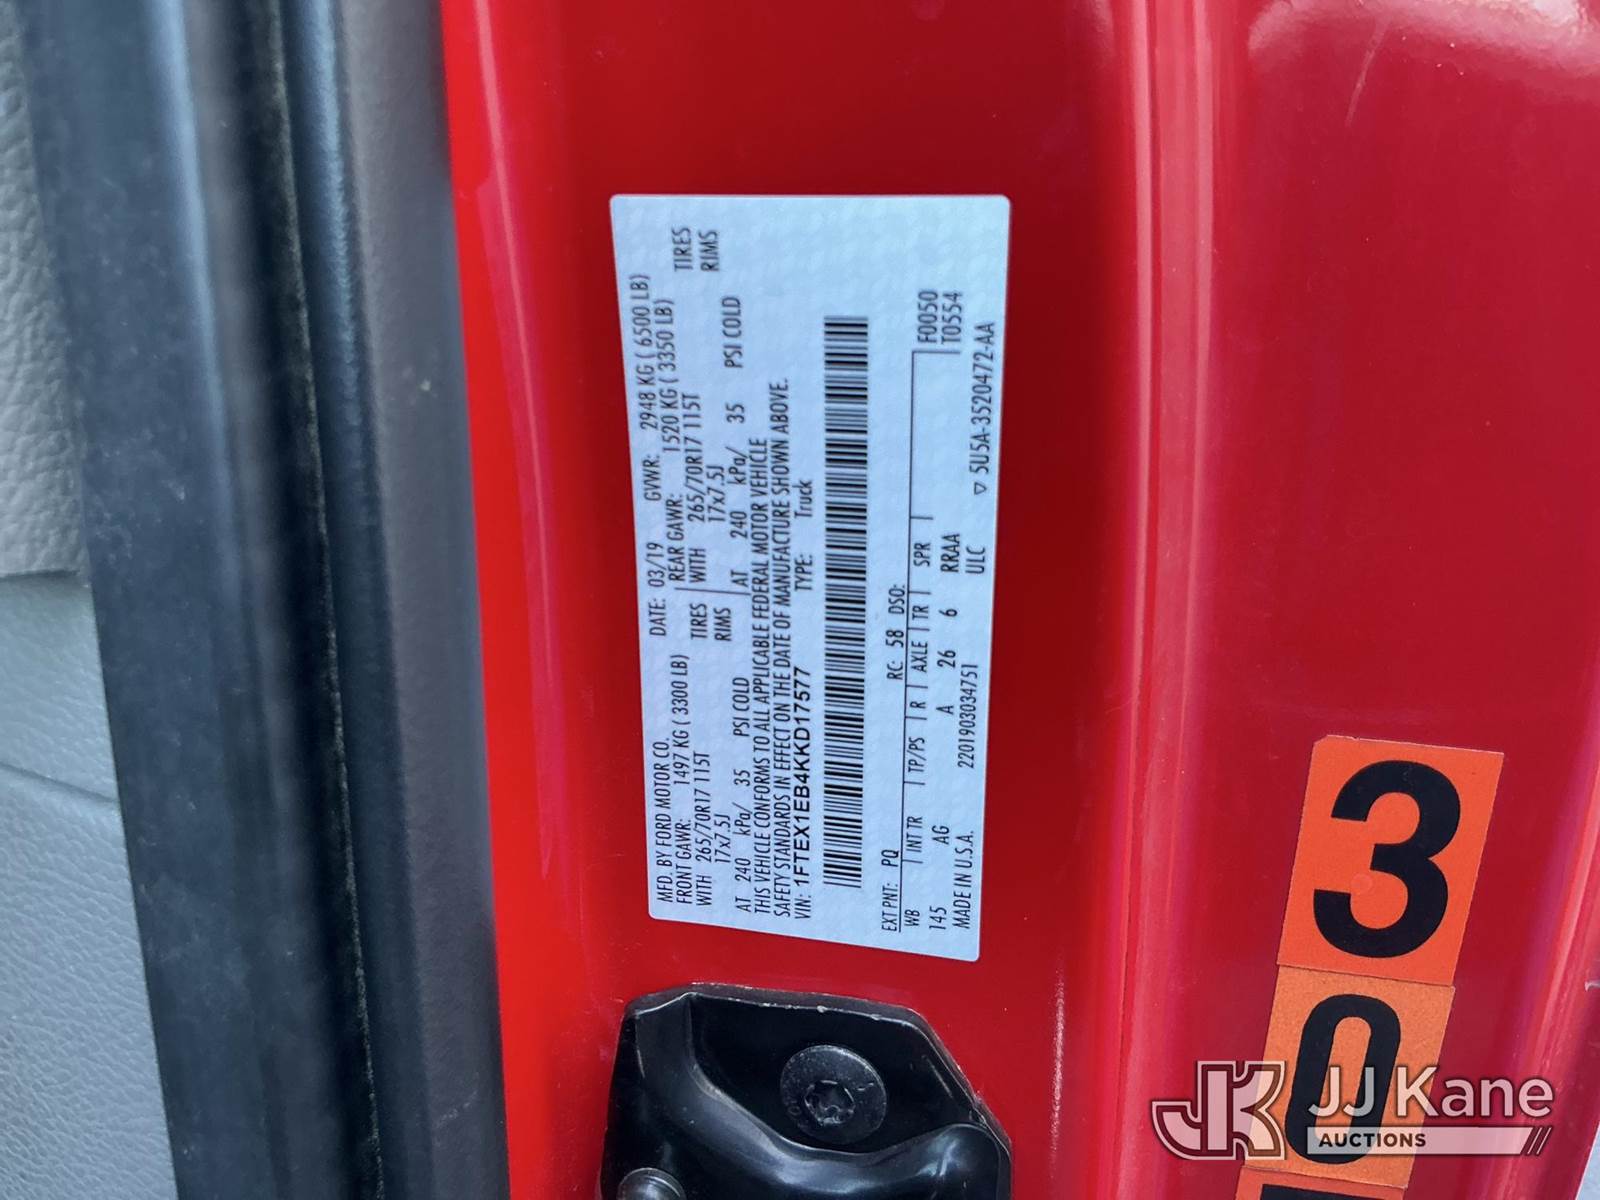 MFD. BY FORD MOTOR CO. DATE: 03/19 GVWR: 2948 KG ( 6500 LB)
FRONT GAWR: 1497 KG ( 3300 LB) REAR GAWR: 1520 KG ( 3350 LB)
WITH 265/70R17 115T TIRES WITH 265/70R17 115T TIRES
17x7.5J RIMS 17x7.5J RIMS
AT 240 kPa/ 35 PSI COLD AT 240 kPa/ 35 PSI COLD
THIS VEHICLE CONFORMS TO ALL APPLICABLE FEDERAL MOTOR VEHICLE
SAFETY STANDARDS IN EFFECT ON THE DATE OF MANUFACTURE SHOWN ABOVE.
VIN: 1FTEX1EB4KKD17577 TYPE: Truck
EXT PNT: PQ RC: 58 DSO:
WB | INT TR | TP/PS | R | AXLE | TR | SPR | F0050
145 AG A 26 6 RRAA T0554
MADE IN U.S.A. 220190303 4751 ULC ▽ 5U5A-3520472-AA
3
0
JJ Kane
AUCTIONS